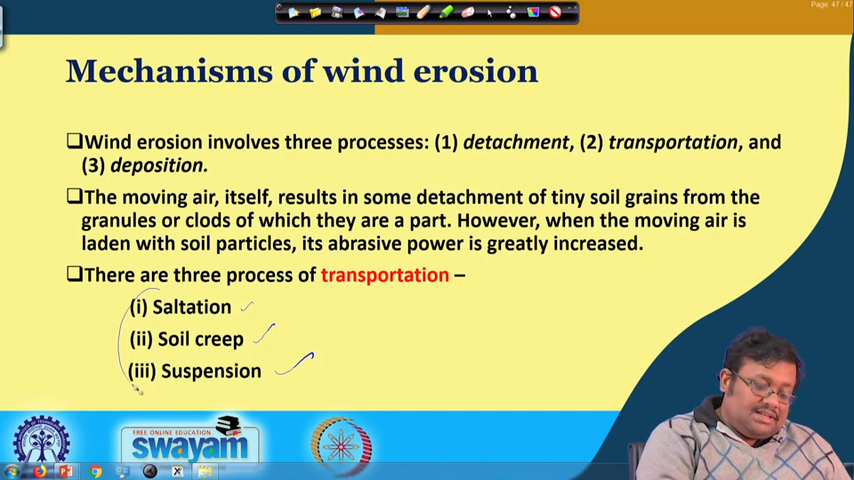 Page: 47 / 47
Mechanisms of wind erosion
❑Wind erosion involves three processes: (1) detachment, (2) transportation, and
(3) deposition.
❑The moving air, itself, results in some detachment of tiny soil grains from the
granules or clods of which they are a part. However, when the moving air is
laden with soil particles, its abrasive power is greatly increased.
❑There are three process of transportation –
(i) Saltation
(ii) Soil creep
(iii) Suspension
FREE ONLINE EDUCATION
swayam